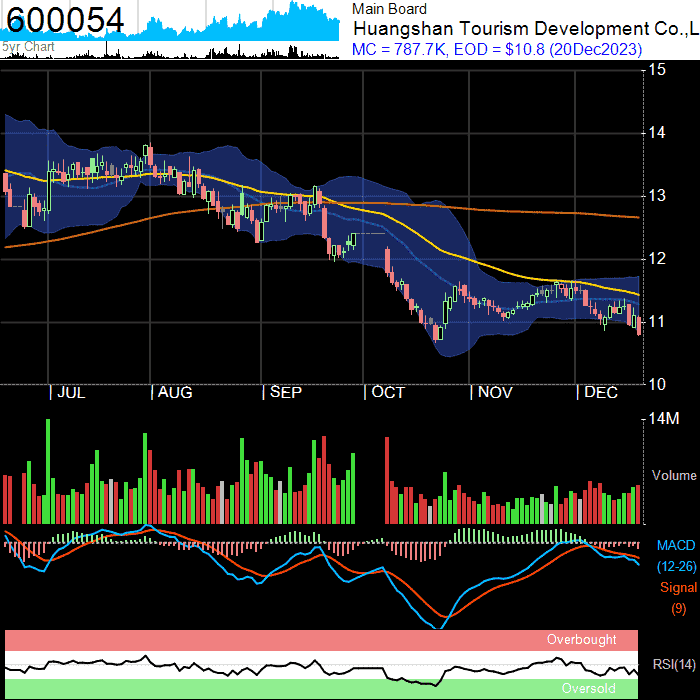 600054
5yr Chart
Main Board
Huangshan Tourism Development Co.,L
MC = 787.7K, EOD = $10.8 (20Dec2023)
15
14
13
12
11
10
| JUL | AUG | SEP | OCT | NOV | DEC
14M
Volume
MACD
(12-26)
Signal
(9)
Overbought
RSI(14)
Oversold